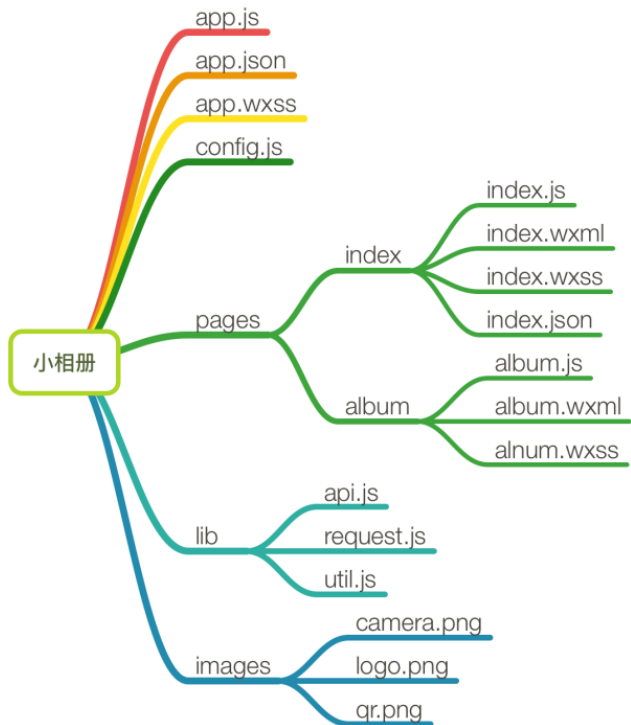 app.js
app.json
app.wxss
config.js
小相册
pages
index
index.js
index.wxml
index.wxss
index.json
album
album.js
album.wxml
alnum.wxss
lib
api.js
request.js
util.js
images
camera.png
logo.png
qr.png